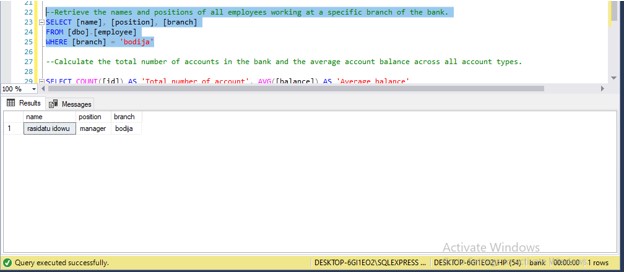 21
22 --Retrieve the names and positions of all employees working at a specific branch of the bank.
23 SELECT [name], [position], [branch]
24 FROM [dbo].[employee]
25 WHERE [branch] = 'bodija'
26
27 --Calculate the total number of accounts in the bank and the average account balance across all account types.
28
29 SELECT COUNT([id]) AS 'Total number of account', AVG([balance]) AS 'Average balance'
100 %
Results Messages
name position branch
1 rasidatu idowu manager bodija
Activate Windows
Query executed successfully. DESKTOP-6GI1EO2\SQLEXPRESS ... DESKTOP-6GI1EO2\HP (54) bank 00:00:00 1 rows